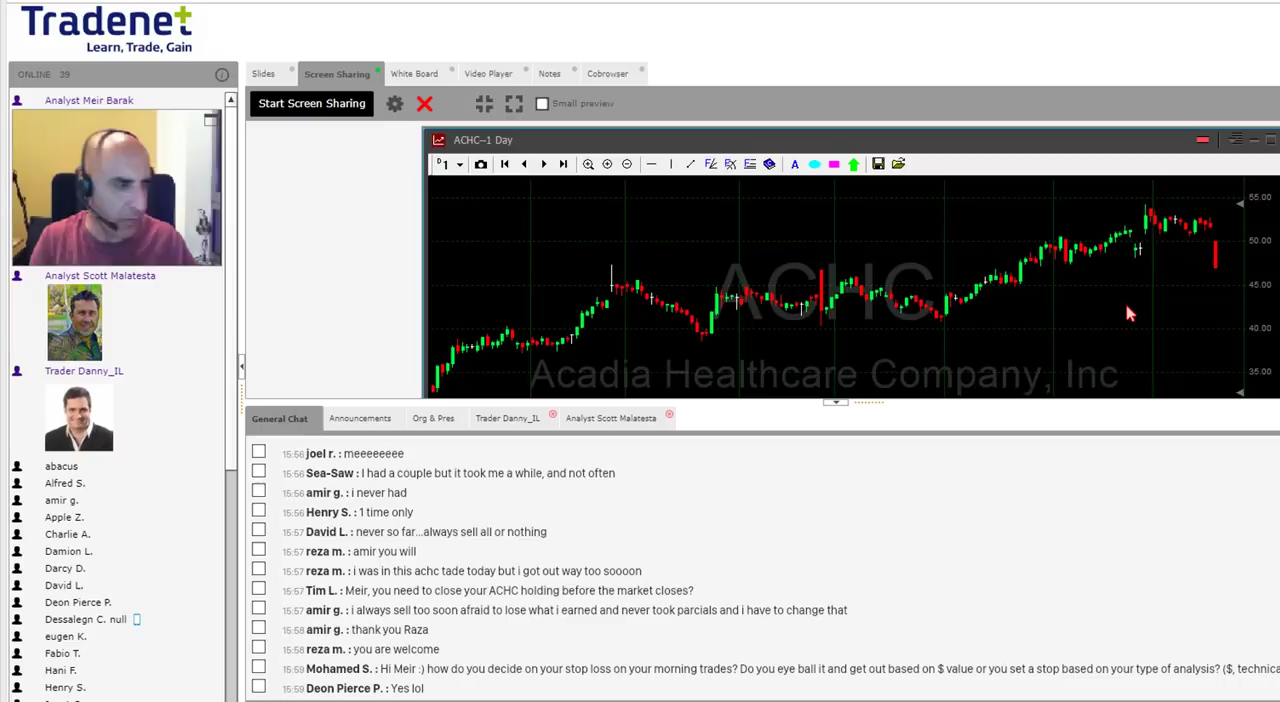 Tradenet
Learn, Trade, Gain
ONLINE 39
Slides
Screen Sharing
White Board
Video Player
Notes
Cobrowser
Analyst Meir Barak
Start Screen Sharing
Small preview
ACHC--1 Day
D1
A
55.00
50.00
45.00
40.00
35.00
ACHC
Acadia Healthcare Company, Inc
Analyst Scott Malatesta
Trader Danny_IL
abacus
Alfred S.
amir g.
Apple Z.
Charlie A.
Damion L.
Darcy D.
David L.
Deon Pierce P.
Dessalegn C. null
eugen K.
Fabio T.
Hani F.
Henry S.
General Chat
Announcements
Org & Pres
Trader Danny_IL
Analyst Scott Malatesta
15:56 joel r. : meeeeeeee
15:56 Sea-Saw : I had a couple but it took me a while, and not often
15:56 amir g. : i never had
15:56 Henry S. : 1 time only
15:57 David L. : never so far...always sell all or nothing
15:57 reza m. : amir you will
15:57 reza m. : i was in this achc tade today but i got out way too soooon
15:57 Tim L. : Meir, you need to close your ACHC holding before the market closes?
15:57 amir g. : i always sell too soon afraid to lose what i earned and never took parcials and i have to change that
15:58 amir g. : thank you Raza
15:58 reza m. : you are welcome
15:59 Mohamed S. : Hi Meir :) how do you decide on your stop loss on your morning trades? Do you eye ball it and get out based on $ value or you set a stop based on your type of analysis? ($, technica
15:59 Deon Pierce P. : Yes lol